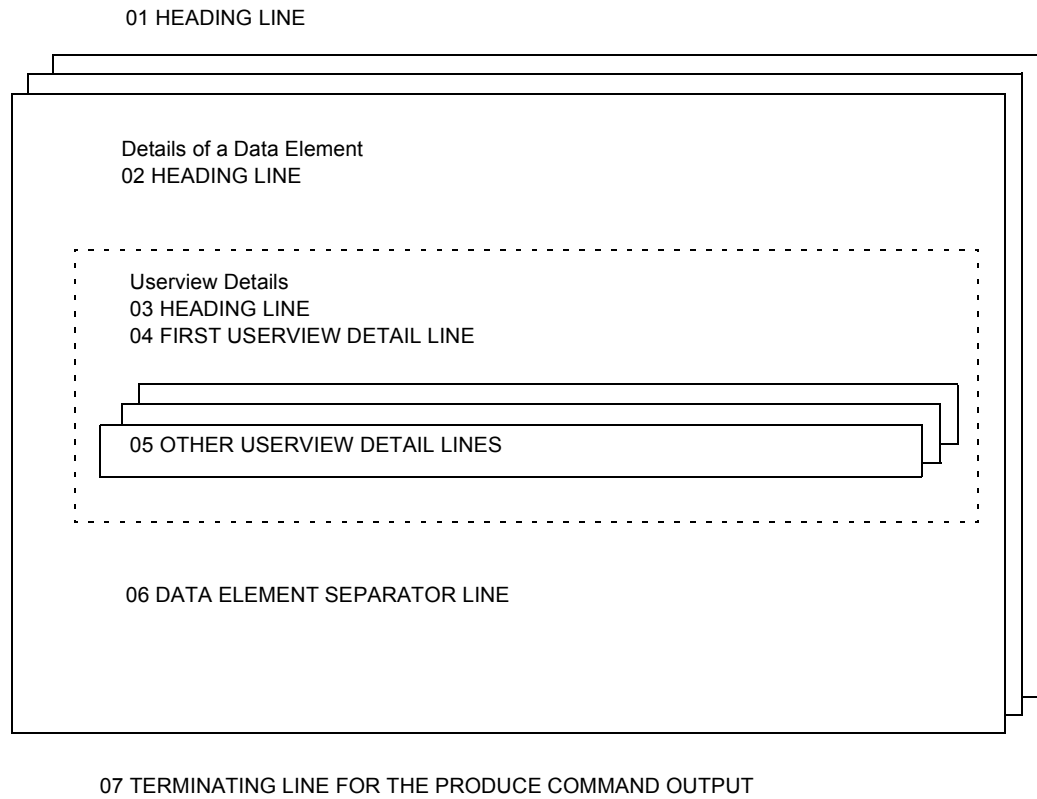 01 HEADING LINE
Details of a Data Element
02 HEADING LINE
Userview Details
03 HEADING LINE
04 FIRST USERVIEW DETAIL LINE
05 OTHER USERVIEW DETAIL LINES
06 DATA ELEMENT SEPARATOR LINE
07 TERMINATING LINE FOR THE PRODUCE COMMAND OUTPUT